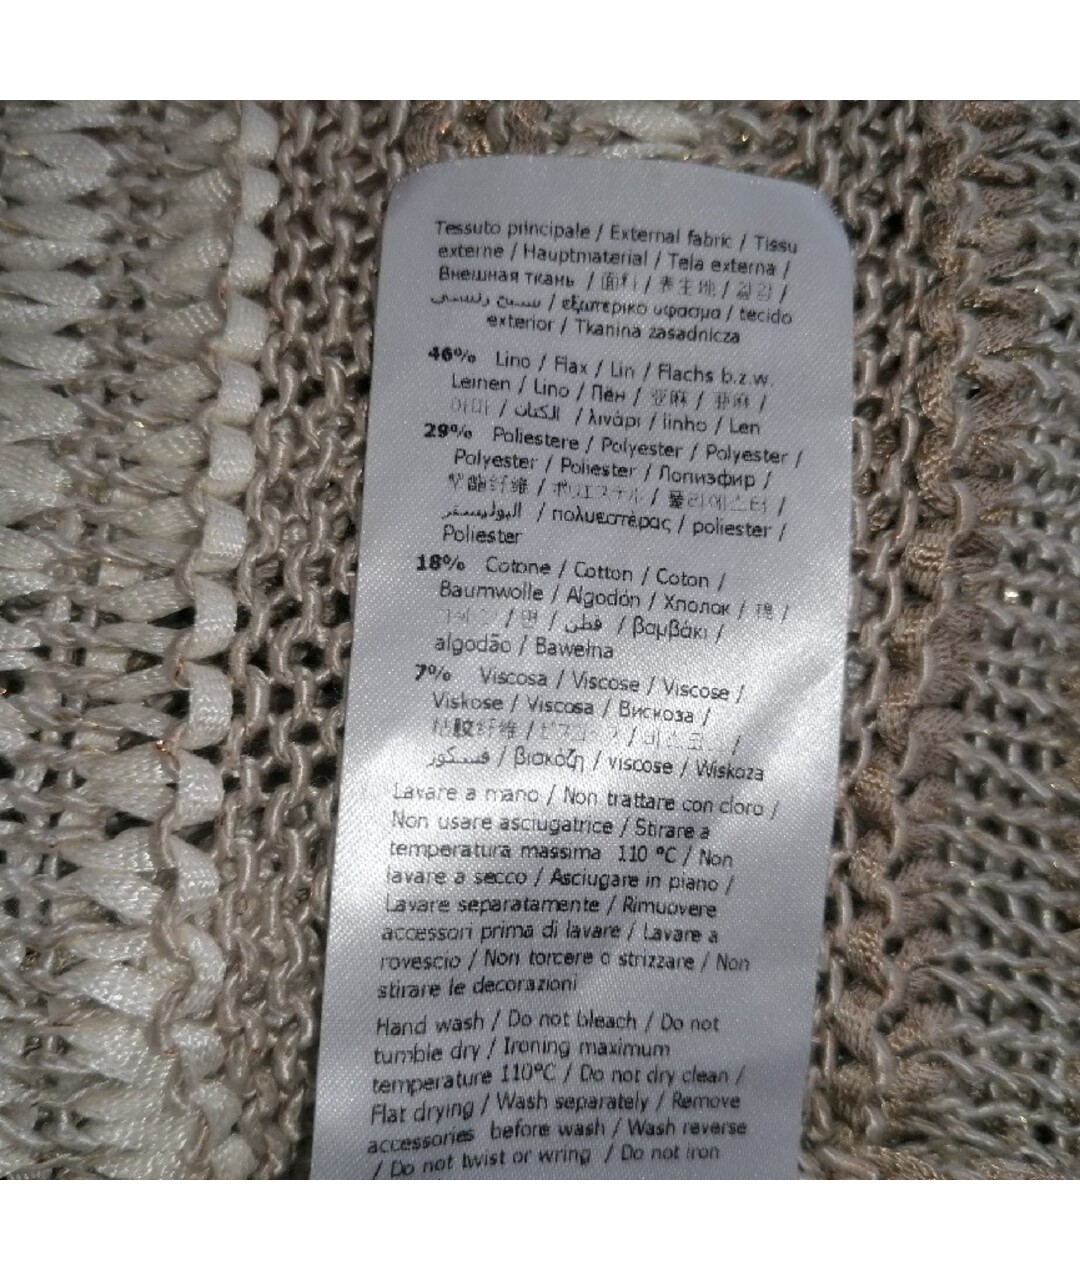 Tessuto principale / External fabric / Tissu
externe / Hauptmaterial / Tela externa /
Внешная ткань / 面料 / 表生地 / 겉감 /
نسيج رئيسي / εξωτερικο υφασμα / tecido
exterior / Tkanina zasadnicza
46% Lino / Flax / Lin / Flachs b.z.w.
Leinen / Lino / Лён / 亚麻 / 亜麻 /
아마 / الكتان / λινάρι / linho / Len
29% Poliestere / Polyester / Polyester /
Polyester / Poliester / Полиэфир /
聚酯纤维 / ポリエステル / 폴리에스터 /
البوليستر / πολυεστέρας / poliester /
Poliester
18% Cotone / Cotton / Coton /
Baumwolle / Algodón / Хлопок / 棉 /
/ 면 / قطن / βαμβάκι /
algodão / Bawełna
7% Viscosa / Viscose / Viscose /
Viskose / Viscosa / Вискоза /
粘胶纤维 / /
فسكوز / βισκόζη / viscose / Wiskoza
Lavare a mano / Non trattare con cloro /
Non usare asciugatrice / Stirare a
temperatura massima 110 °C / Non
lavare a secco / Asciugare in piano /
Lavare separatamente / Rimuovere
accessori prima di lavare / Lavare a
rovescio / Non torcere o strizzare / Non
stirare le decorazioni
Hand wash / Do not bleach / Do not
tumble dry / Ironing maximum
temperature 110°C / Do not dry clean /
Flat drying / Wash separately / Remove
accessories before wash / Wash reverse
/ Do not twist or wring / Do not iron